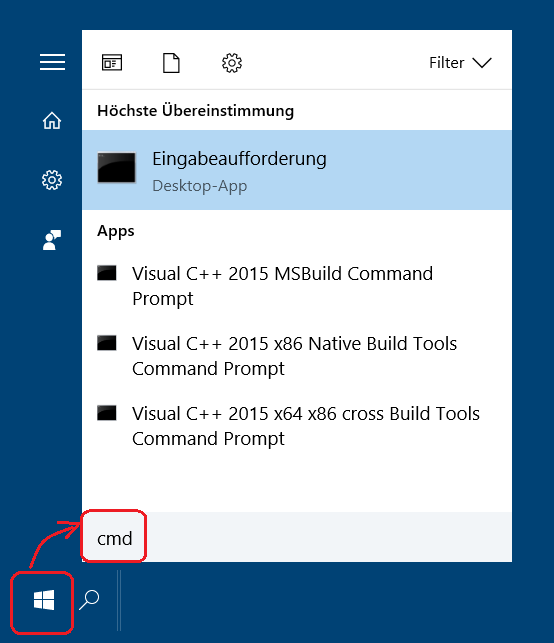 Filter
Höchste Übereinstimmung
Eingabeaufforderung
Desktop-App
Apps
Visual C++ 2015 MSBuild Command
Prompt
Visual C++ 2015 x86 Native Build Tools
Command Prompt
Visual C++ 2015 x64 x86 cross Build Tools
Command Prompt
cmd